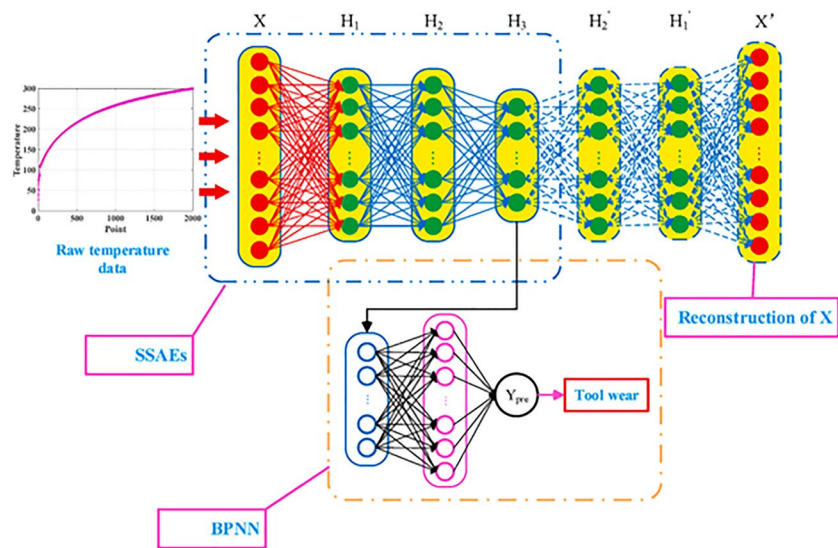 X H₁ H₂ H₃ H₂' H₁' X'
300
250
200
150
100
50
0
Temperature
0 500 1000 1500 2000
Point
Raw temperature
data
SSAEs
Reconstruction of X
Y_pre
Tool wear
BPNN